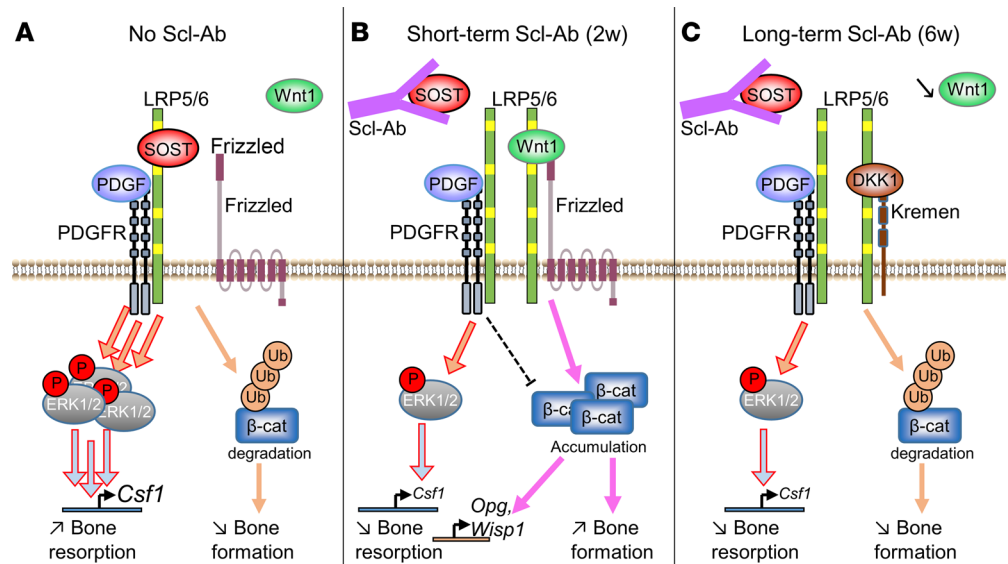 A
No Scl-Ab
Wnt1
LRP5/6
SOST
Frizzled
PDGF
Frizzled
PDGFR
P
P
P
ERK1/2
ERK1/2
ERK1/2
Ub
Ub
Ub
β-cat
degradation
Csf1
↗ Bone
resorption
↘ Bone
formation
B
Short-term Scl-Ab (2w)
SOST
LRP5/6
Scl-Ab
Wnt1
PDGF
Frizzled
PDGFR
P
ERK1/2
β-cat
β-cat
β-cat
Accumulation
Csf1
Opg,
Wisp1
↘ Bone
resorption
↗ Bone
formation
C
Long-term Scl-Ab (6w)
SOST
LRP5/6
↘ Wnt1
Scl-Ab
DKK1
PDGF
Kremen
PDGFR
P
ERK1/2
Ub
Ub
Ub
β-cat
degradation
Csf1
↘ Bone
resorption
↘ Bone
formation